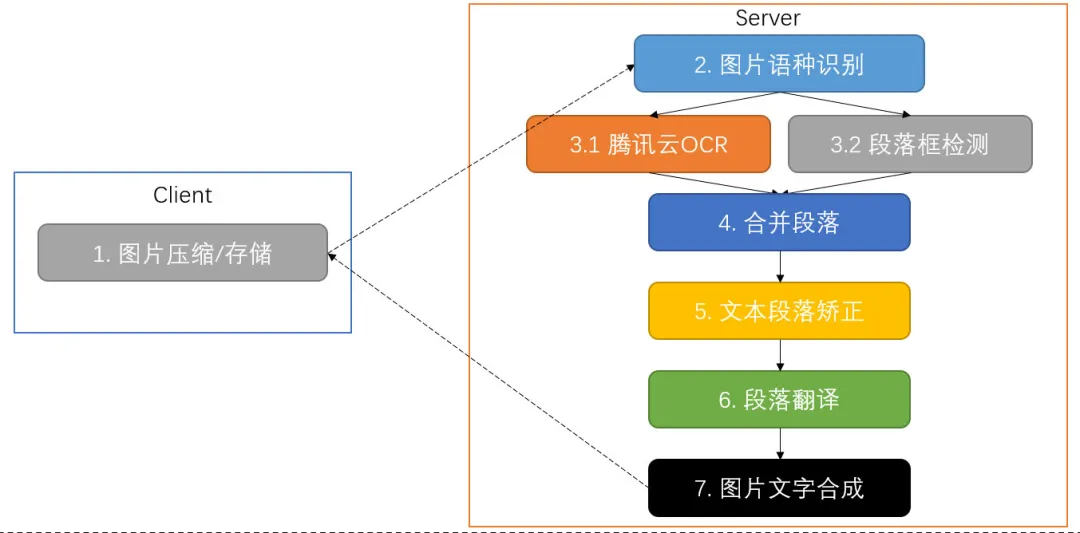 Server
2. 图片语种识别
3.1 腾讯云OCR
3.2 段落框检测
Client
1. 图片压缩/存储
4. 合并段落
5. 文本段落矫正
6. 段落翻译
7. 图片文字合成